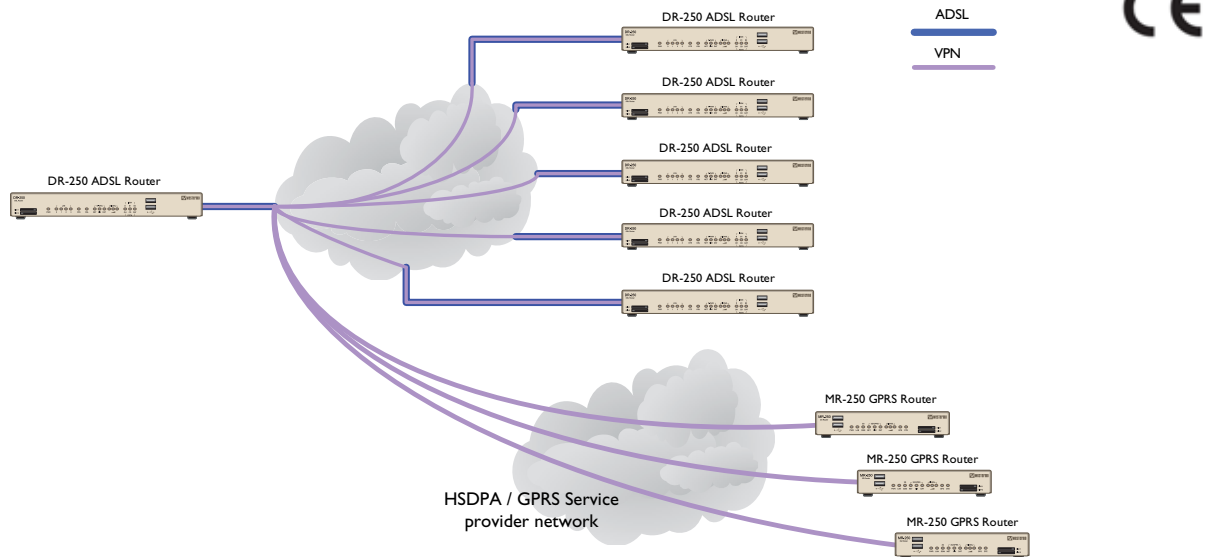 DR-250 ADSL Router
ADSL
CE
VPN
DR-250 ADSL Router
DR-250 ADSL Router
DR-250 ADSL Router
DR-250 ADSL Router
DR-250 ADSL Router
MR-250 GPRS Router
MR-250 GPRS Router
HSDPA / GPRS Service
provider network
MR-250 GPRS Router